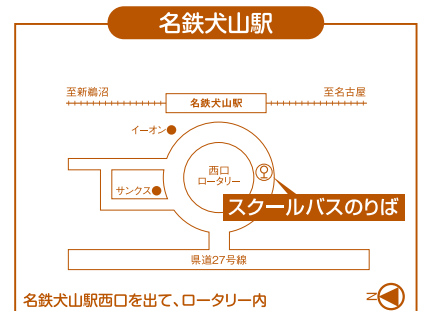 名鉄犬山駅
至新鵜沼
至名古屋
名鉄犬山駅
イーオン
西口
ロータリー
サンクス
スクールバスのりば
県道27号線
名鉄犬山駅西口を出て、ロータリー内
N